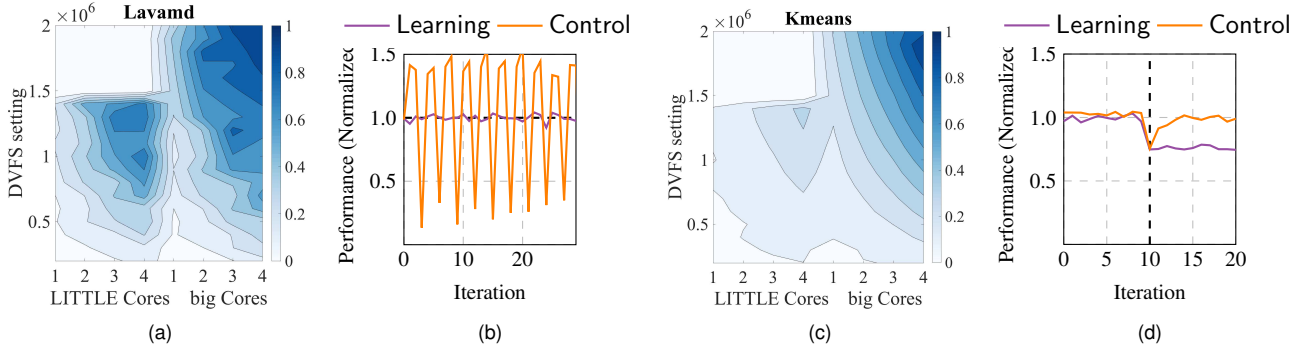 Lavamd
2 × 10⁶
1.5
1
0.5
DVFS setting
1 2 3 4 1 2 3 4
LITTLE Cores big Cores
1
0.8
0.6
0.4
0.2
0
(a)
Learning Control
1.5
1.0
0.5
Performance (Normalized
0 10 20
Iteration
(b)
Kmeans
2 × 10⁶
1.5
1
0.5
DVFS setting
1 2 3 4 1 2 3 4
LITTLE Cores big Cores
1
0.8
0.6
0.4
0.2
0
(c)
Learning Control
1.5
1.0
0.5
Performance (Normalized
0 5 10 15 20
Iteration
(d)